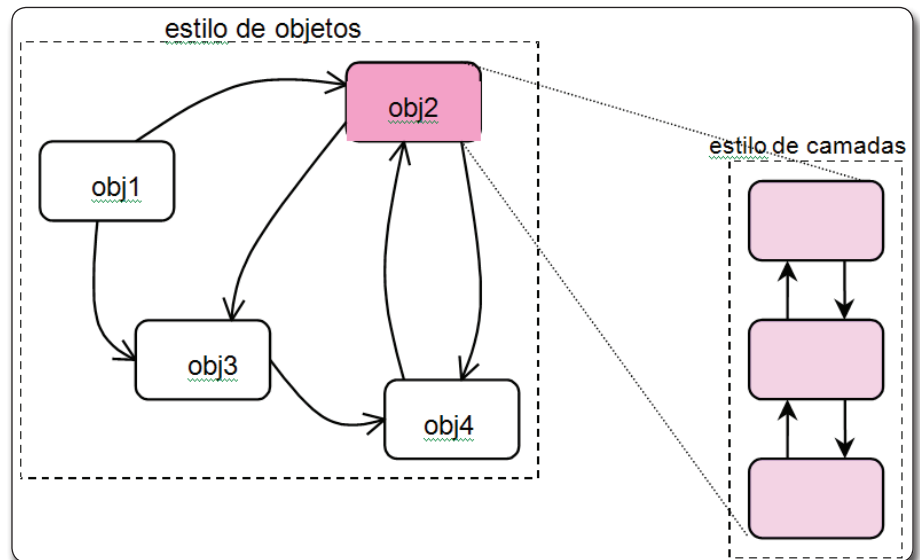 estilo de objetos
obj2
estilo de camadas
obj1
obj3
obj4